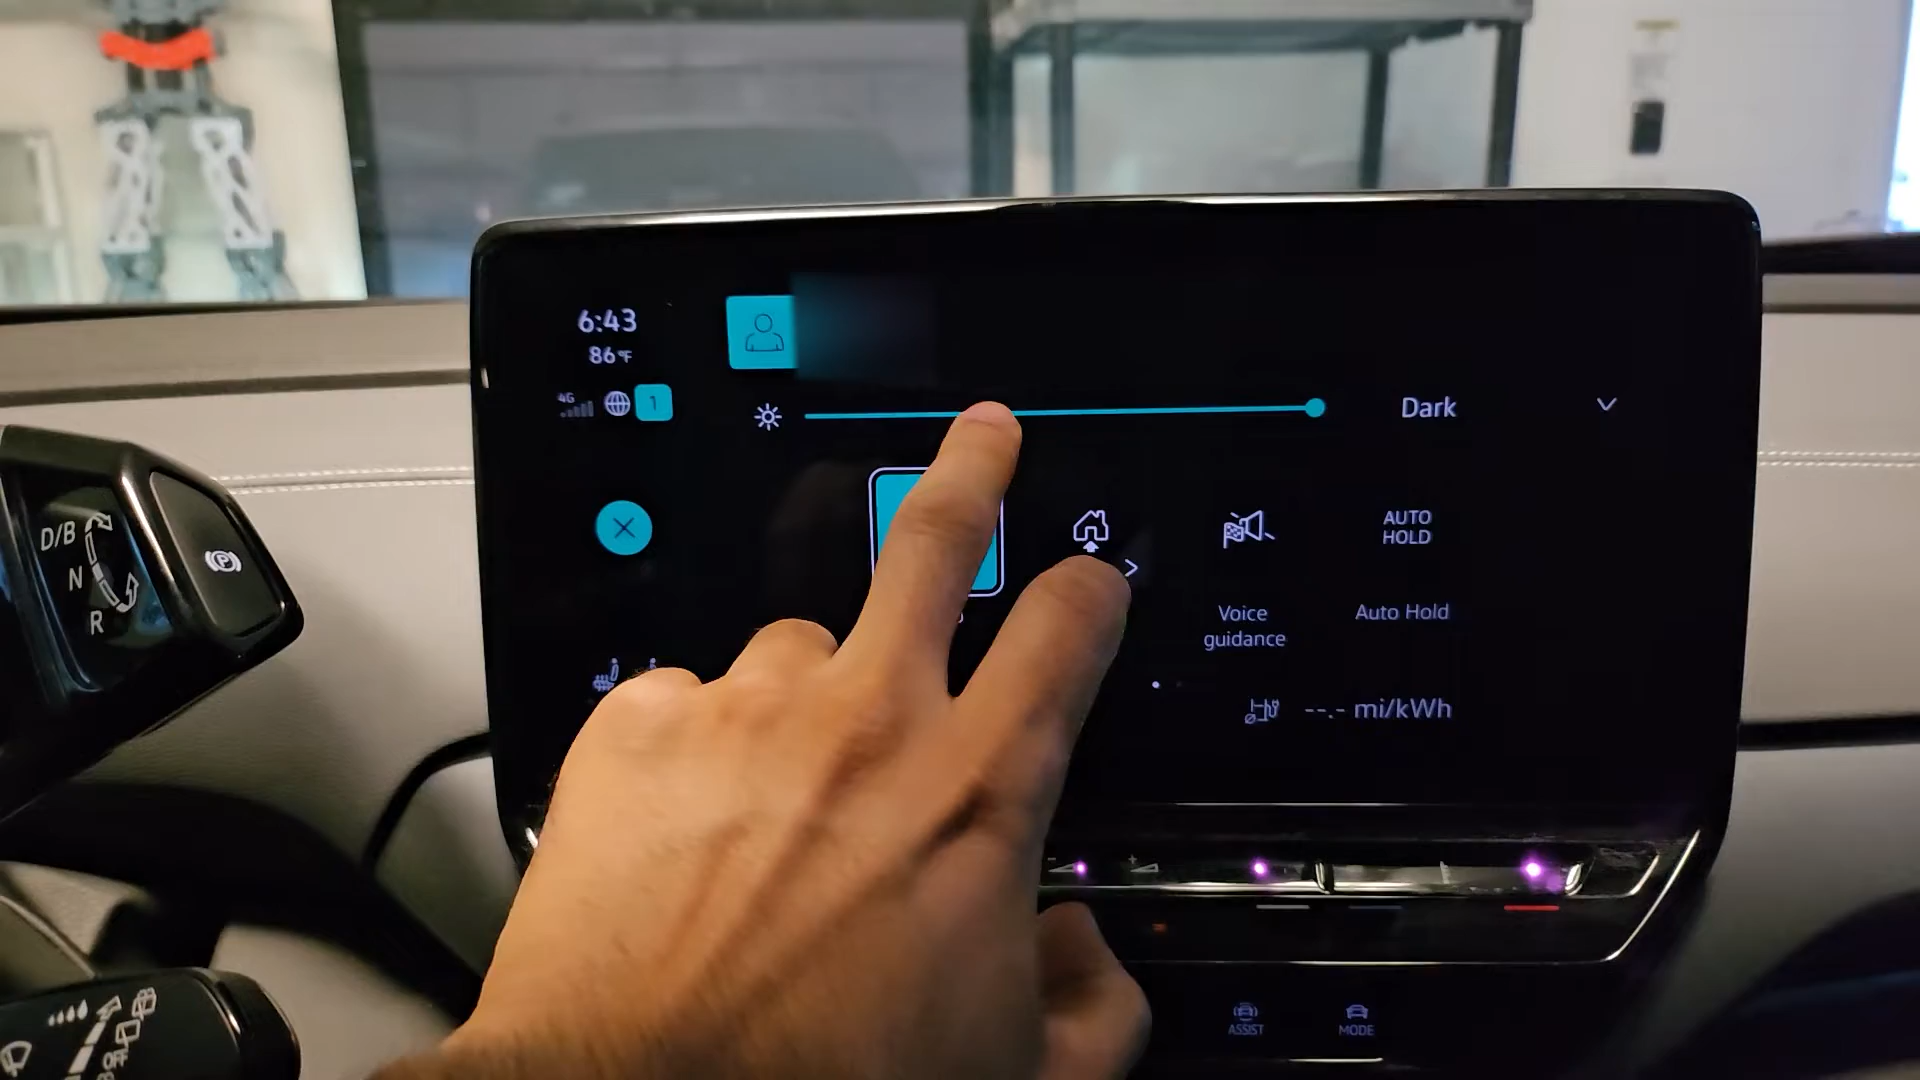 6:43
86°F
4G
1
Dark
D/B
N
R
P
AUTO
HOLD
Voice
guidance
Auto Hold
--.- mi/kWh
ASSIST
MODE
OFF